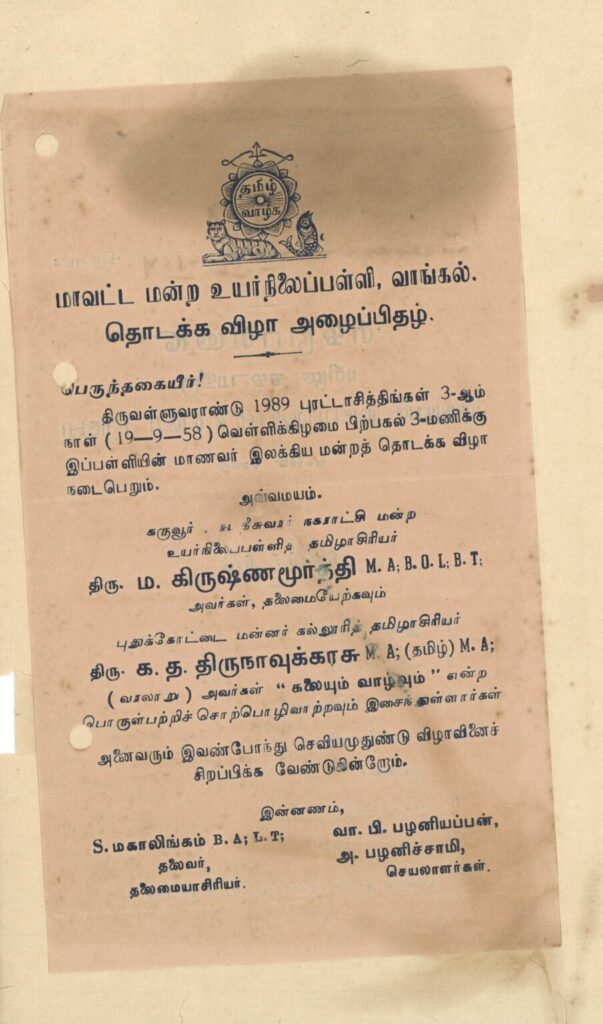 தமிழ்
வாழ்க
மாவட்ட மன்ற உயர்நிலைப்பள்ளி, வாங்கல்.
தொடக்க விழா அழைப்பிதழ்.
பெருந்தகையீர்!
திருவள்ளுவராண்டு 1989 புரட்டாசித்திங்கள் 3-ஆம்
நாள் (19-9-58) வெள்ளிக்கிழமை பிற்பகல் 3-மணிக்கு
இப்பள்ளியின் மாணவர் இலக்கிய மன்றத் தொடக்க விழா
நடைபெறும்.
அவ்வமயம்.
கருவூர் நகராட்சி மன்ற
உயர்நிலைபபள்ளித் தமிழாசிரியர்
திரு. ம. கிருஷ்ணமூர்த்தி M. A; B. O. L; B. T;
அவர்கள், தலைமையேற்கவும்
புதுக்கோட்டை மன்னர் கல்லூரித் தமிழாசிரியர்
திரு. க. த. திருநாவுக்கரசு M. A; (தமிழ்) M. A;
(வரலாறு) அவர்கள் “கலையும் வாழ்வும்” என்ற
பொருள்பற்றிச் சொற்பொழிவாற்றவும் இசைந்துள்ளார்கள்
அனைவரும் இவண்போந்து செவியமுதுண்டு விழாவினைச்
சிறப்பிக்க வேண்டுகின்றோம்.
இன்னணம்,
S. மகாலிங்கம் B. A; L. T;
தலைவர்,
தலைமையாசிரியர்.
வா. பி. பழனியப்பன்,
அ. பழனிச்சாமி,
செயலாளர்கள்.